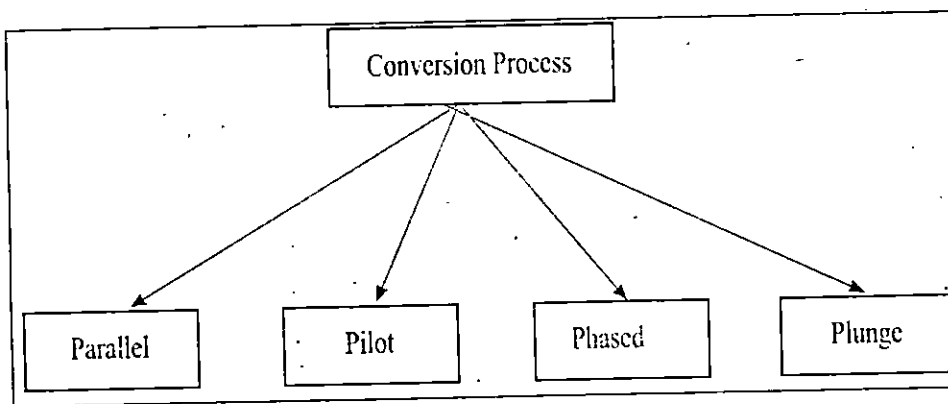 Conversion Process
Parallel
Pilot
Phased
Plunge